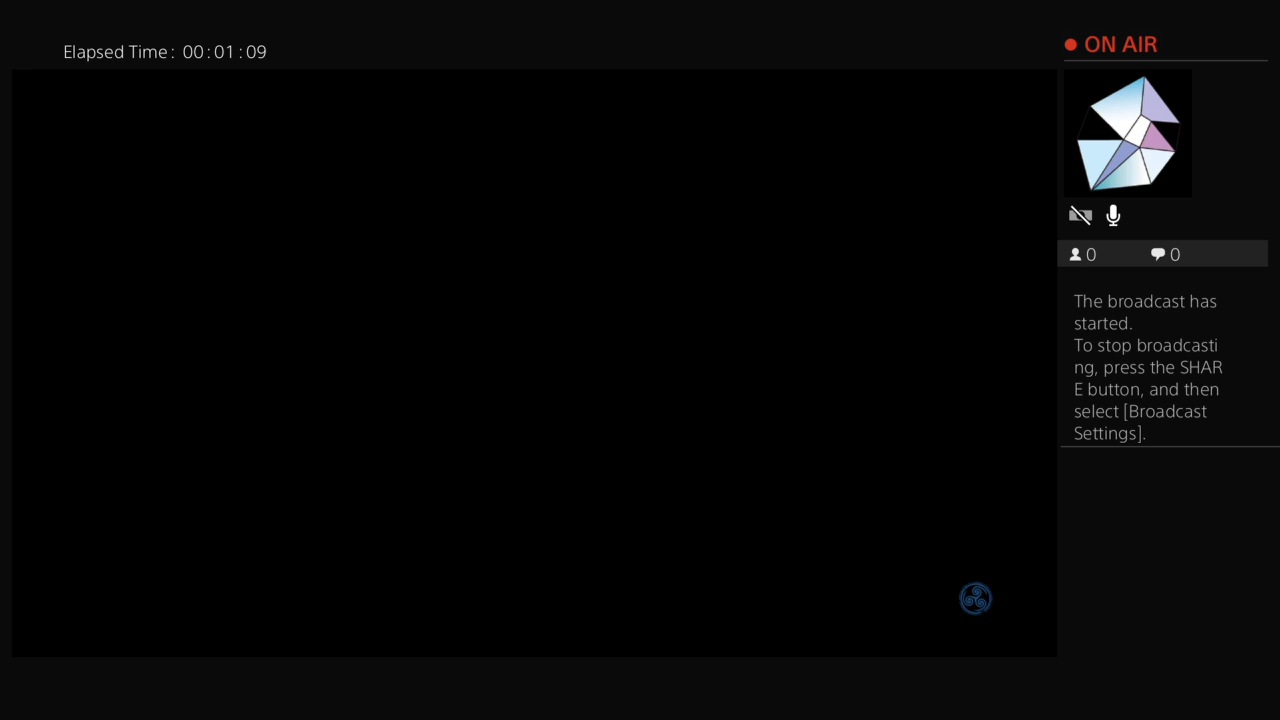 Elapsed Time: 00:01:09
ON AIR
0 0
The broadcast has
started.
To stop broadcasti
ng, press the SHAR
E button, and then
select [Broadcast
Settings].